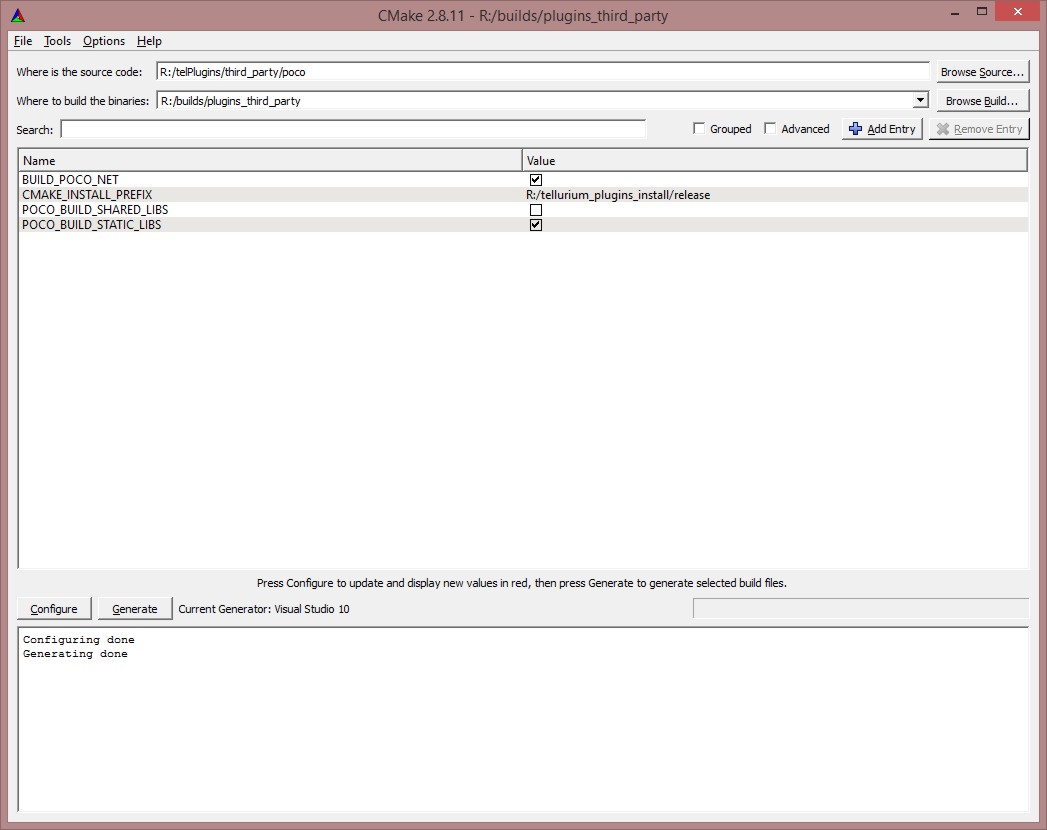 CMake 2.8.11 - R:/builds/plugins_third_party
File Tools Options Help
Where is the source code: R:/telPlugins/third_party/poco Browse Source...
Where to build the binaries: R:/builds/plugins_third_party Browse Build...
Search: Grouped Advanced Add Entry Remove Entry
Name Value
BUILD_POCO_NET
CMAKE_INSTALL_PREFIX R:/tellurium_plugins_install/release
POCO_BUILD_SHARED_LIBS
POCO_BUILD_STATIC_LIBS
Press Configure to update and display new values in red, then press Generate to generate selected build files.
Configure Generate Current Generator: Visual Studio 10
Configuring done
Generating done